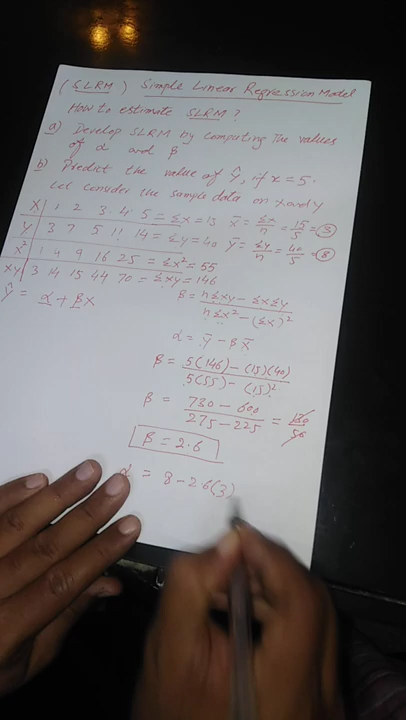 (SLRM) Simple Linear Regression Model
How to estimate SLRM?
a) Develop SLRM by computing the values
of α and β
b) Predict the value of Ŷ, if x = 5.
Let consider the sample data on X and Y
X 1 2 3 4 5 = Σx = 13 X̄ = Σx/n = 15/5 = 3
Y 3 7 5 11 14 = Σy = 40 Ȳ = Σy/n = 40/5 = 8
X² 1 4 9 16 25 = Σx² = 55
XY 3 14 15 44 70 = Σxy = 146
Ŷ = α + βX
β = nΣxy - ΣxΣy / nΣx² - (Σx)²
α = Ȳ - βX̄
β = 5(146) - (15)(40) / 5(55) - (15)²
β = 730 - 600 / 275 - 225 = 130/50
β = 2.6
α = 8 - 2.6(3)